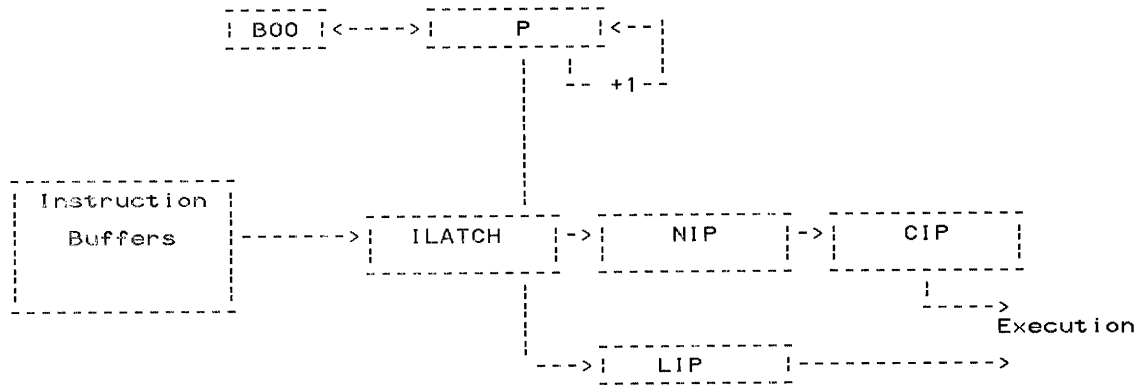 B00 P
+1
Instruction
Buffers
ILATCH NIP CIP
Execution
LIP